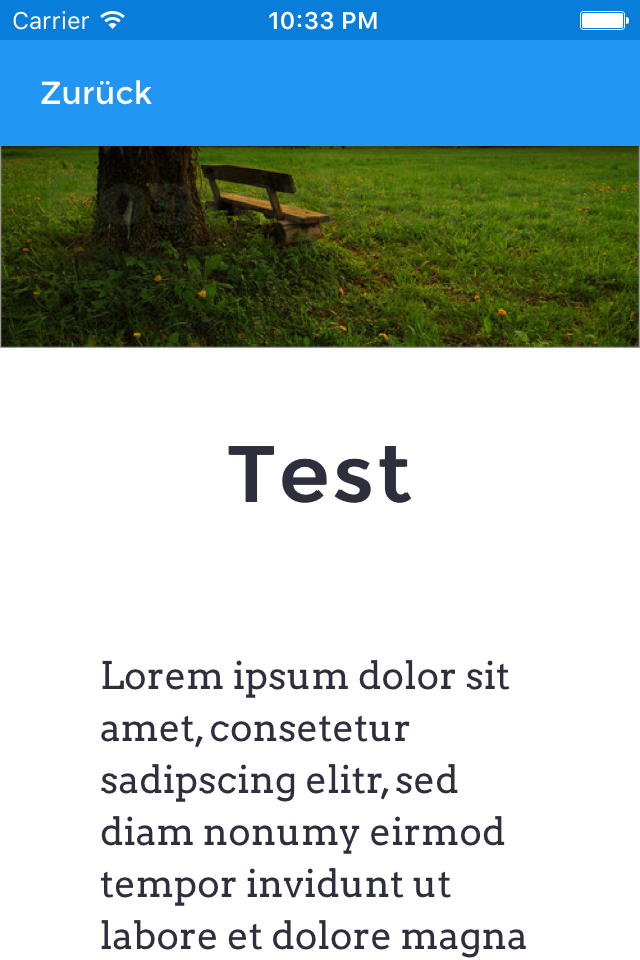 Carrier 10:33 PM
Zurück
Test
Lorem ipsum dolor sit
amet, consetetur
sadipscing elitr, sed
diam nonumy eirmod
tempor invidunt ut
labore et dolore magna